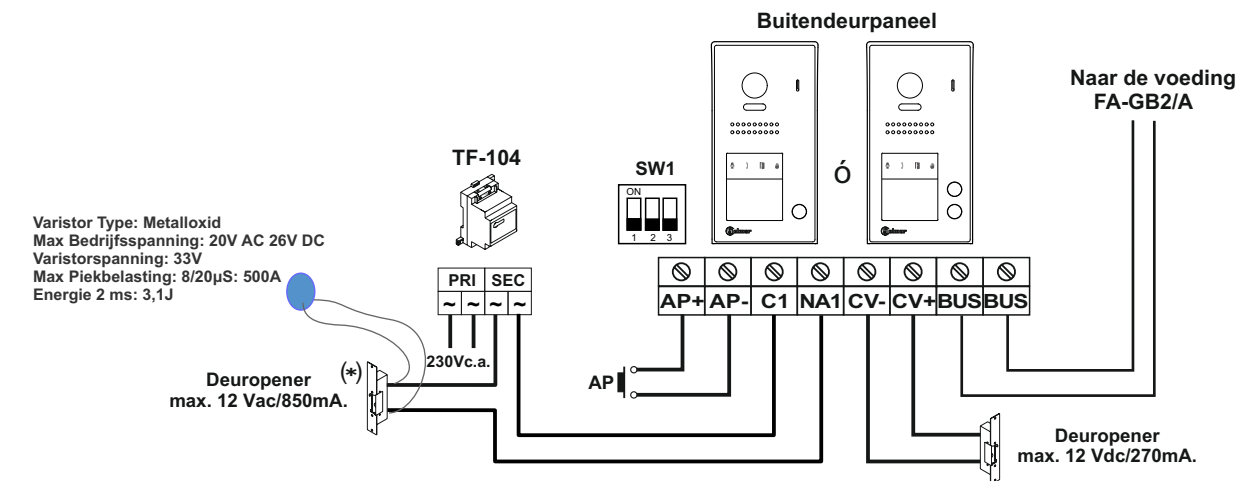 Buitendeurpaneel
Naar de voeding
FA-GB2/A
TF-104
SW1
ON
1 2 3
Ó
Varistor Type: Metalloxid
Max Bedrijfsspanning: 20V AC 26V DC
Varistorspanning: 33V
Max Piekbelasting: 8/20µS: 500A
Energie 2 ms: 3,1J
PRI SEC
~ ~ ~ ~
AP+ AP- C1 NA1 CV- CV+ BUS BUS
230Vc.a.
(*)
Deuropener
max. 12 Vac/850mA.
AP
Deuropener
max. 12 Vdc/270mA.